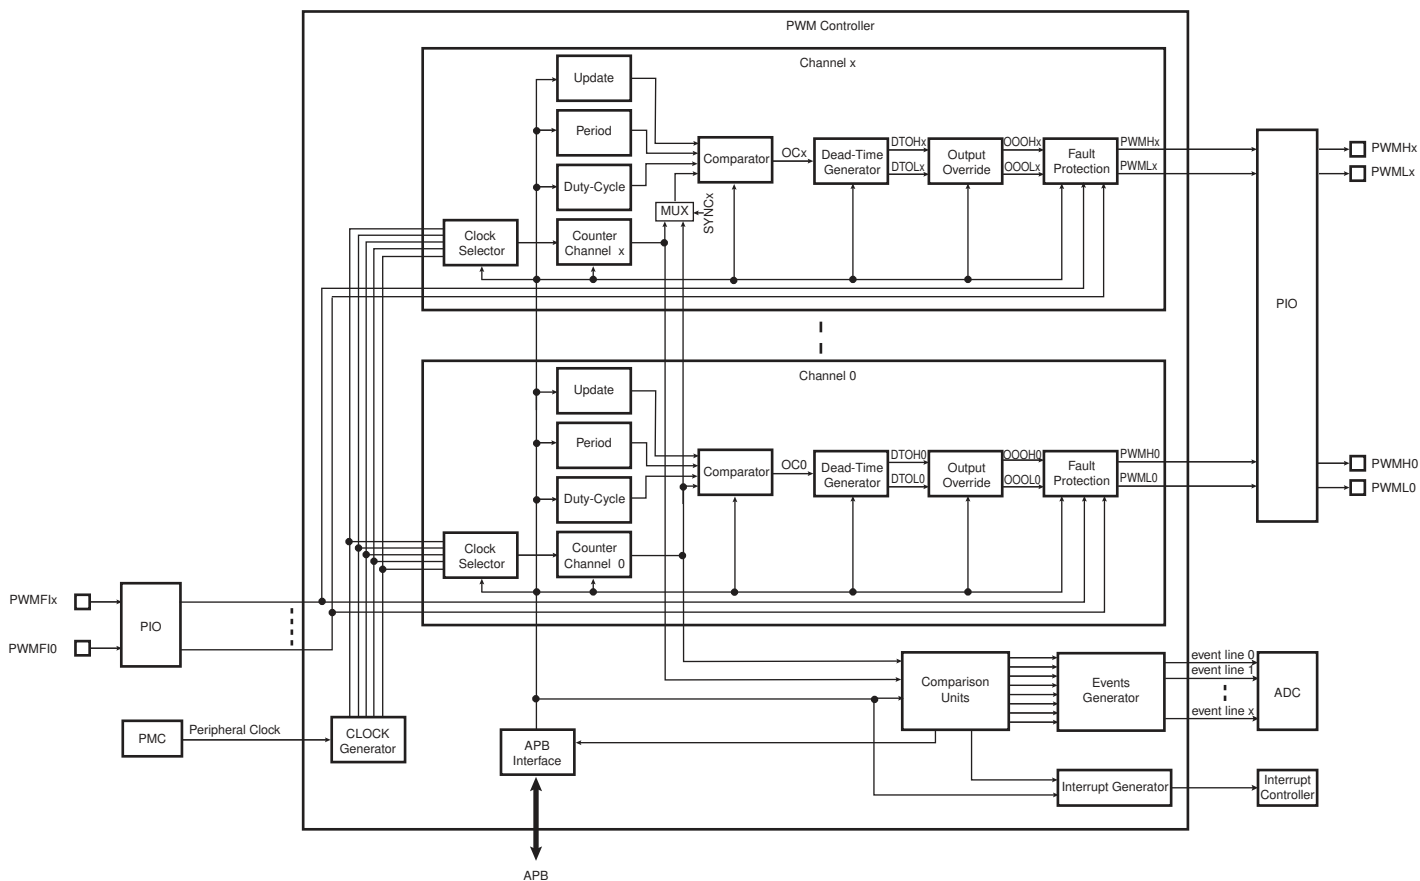 PWM Controller
Channel x
Update
Period
Comparator
OCx
Dead-Time
Generator
DTOHx
DTOLx
Output
Override
OOOHx
OOOLx
Fault
Protection
PWMHx
PWMLx
PWMHx
PWMLx
Duty-Cycle
MUX
SYNCx
Clock
Selector
Counter
Channel x
PIO
Channel 0
Update
Period
Comparator
OC0
Dead-Time
Generator
DTOH0
DTOL0
Output
Override
OOOH0
OOOL0
Fault
Protection
PWMH0
PWML0
PWMH0
PWML0
Duty-Cycle
Clock
Selector
Counter
Channel 0
PWMFIx
PIO
PWMFI0
Comparison
Units
Events
Generator
event line 0
event line 1
event line x
ADC
PMC
Peripheral Clock
CLOCK
Generator
APB
Interface
Interrupt Generator
Interrupt
Controller
APB